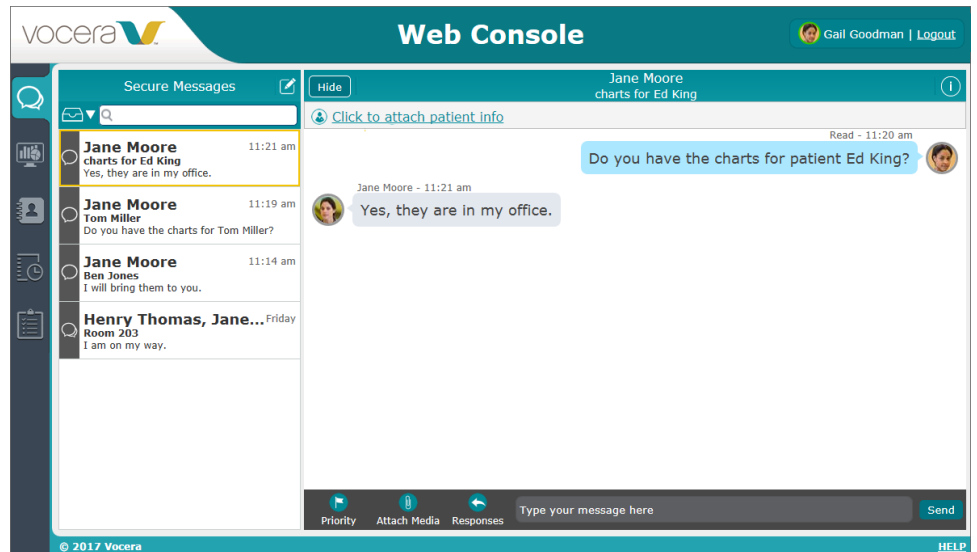 vocera
Web Console
Gail Goodman | Logout
Secure Messages
Hide
Jane Moore
charts for Ed King
Click to attach patient info
Jane Moore 11:21 am
charts for Ed King
Yes, they are in my office.
Jane Moore 11:19 am
Tom Miller
Do you have the charts for Tom Miller?
Jane Moore 11:14 am
Ben Jones
I will bring them to you.
Henry Thomas, Jane... Friday
Room 203
I am on my way.
Read - 11:20 am
Do you have the charts for patient Ed King?
Jane Moore - 11:21 am
Yes, they are in my office.
Priority
Attach Media
Responses
Type your message here
Send
© 2017 Vocera
HELP